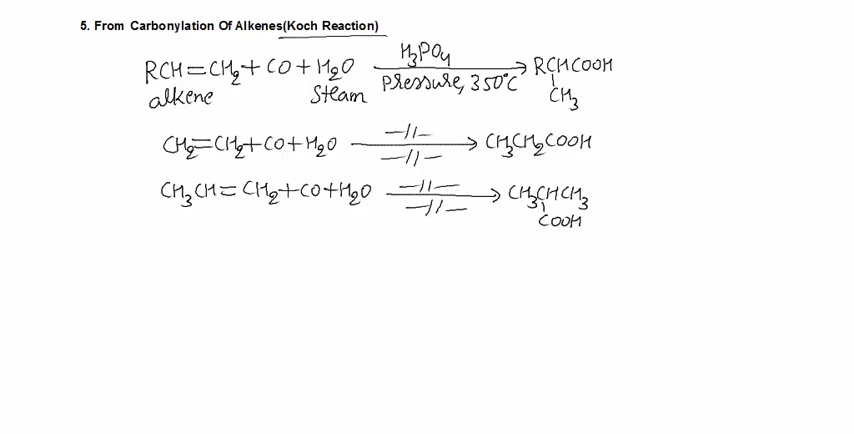 5. From Carbonylation Of Alkenes(Koch Reaction)
RCH=CH₂+ CO + H₂O H₃PO₄ → RCHCOOH
alkene Steam Pressure, 350°C CH₃
CH₂=CH₂+CO+H₂O —//— → CH₃CH₂COOH
—//—
CH₃CH=CH₂+CO+H₂O —//— → CH₃CHCH₃
—//— COOH